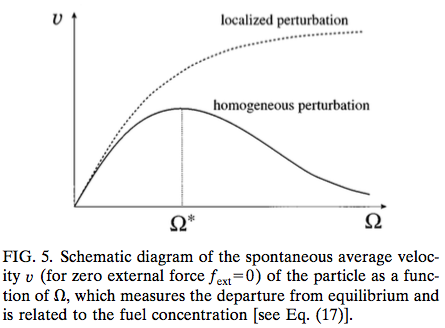 υ
localized perturbation
homogeneous perturbation
Ω*
Ω
FIG. 5. Schematic diagram of the spontaneous average veloc-
ity υ (for zero external force fext=0) of the particle as a func-
tion of Ω, which measures the departure from equilibrium and
is related to the fuel concentration [see Eq. (17)].